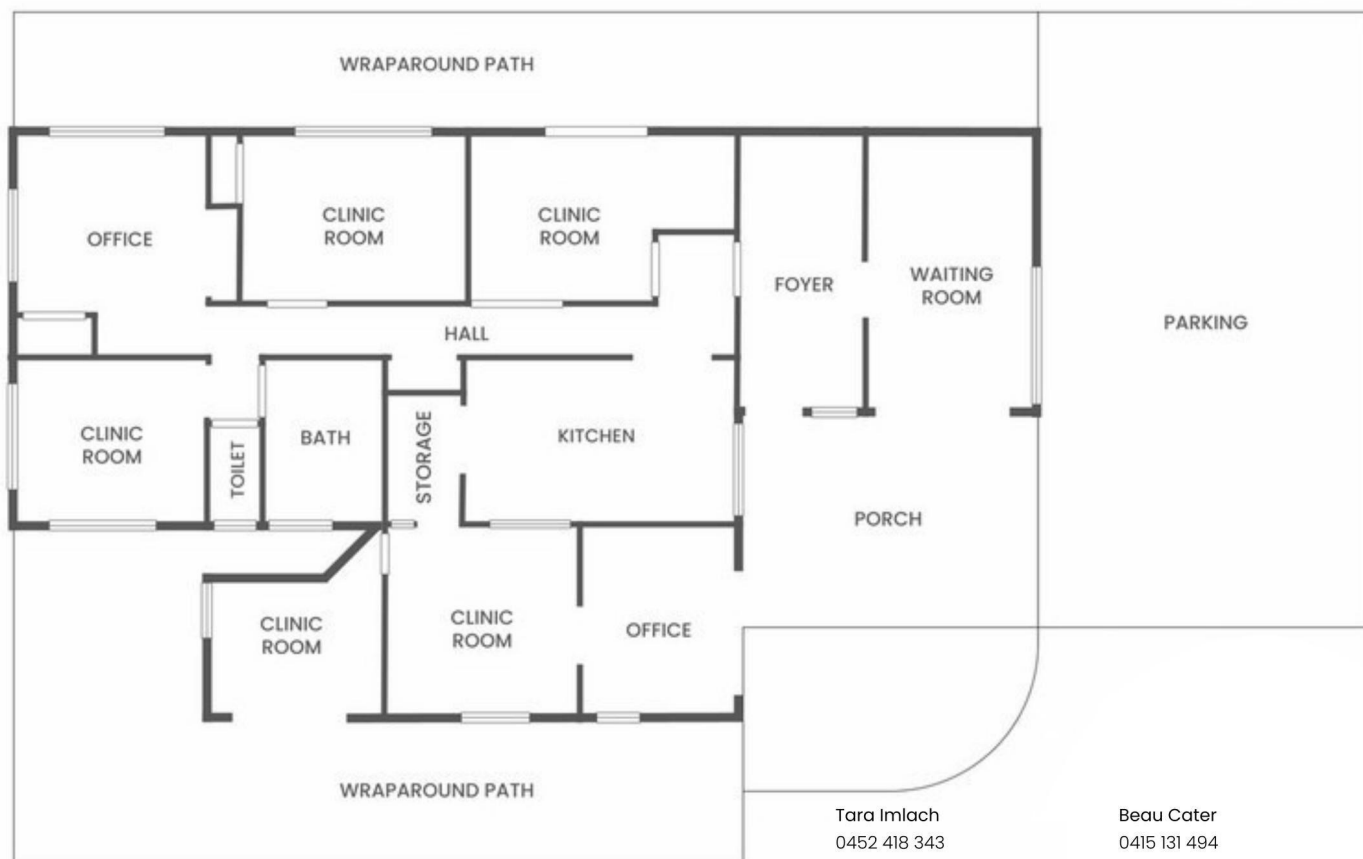 WRAPAROUND PATH
OFFICE
CLINIC
ROOM
CLINIC
ROOM
FOYER
WAITING
ROOM
PARKING
HALL
CLINIC
ROOM
TOILET
BATH
STORAGE
KITCHEN
PORCH
CLINIC
ROOM
CLINIC
ROOM
OFFICE
WRAPAROUND PATH
Tara Imlach
0452 418 343
Beau Cater
0415 131 494